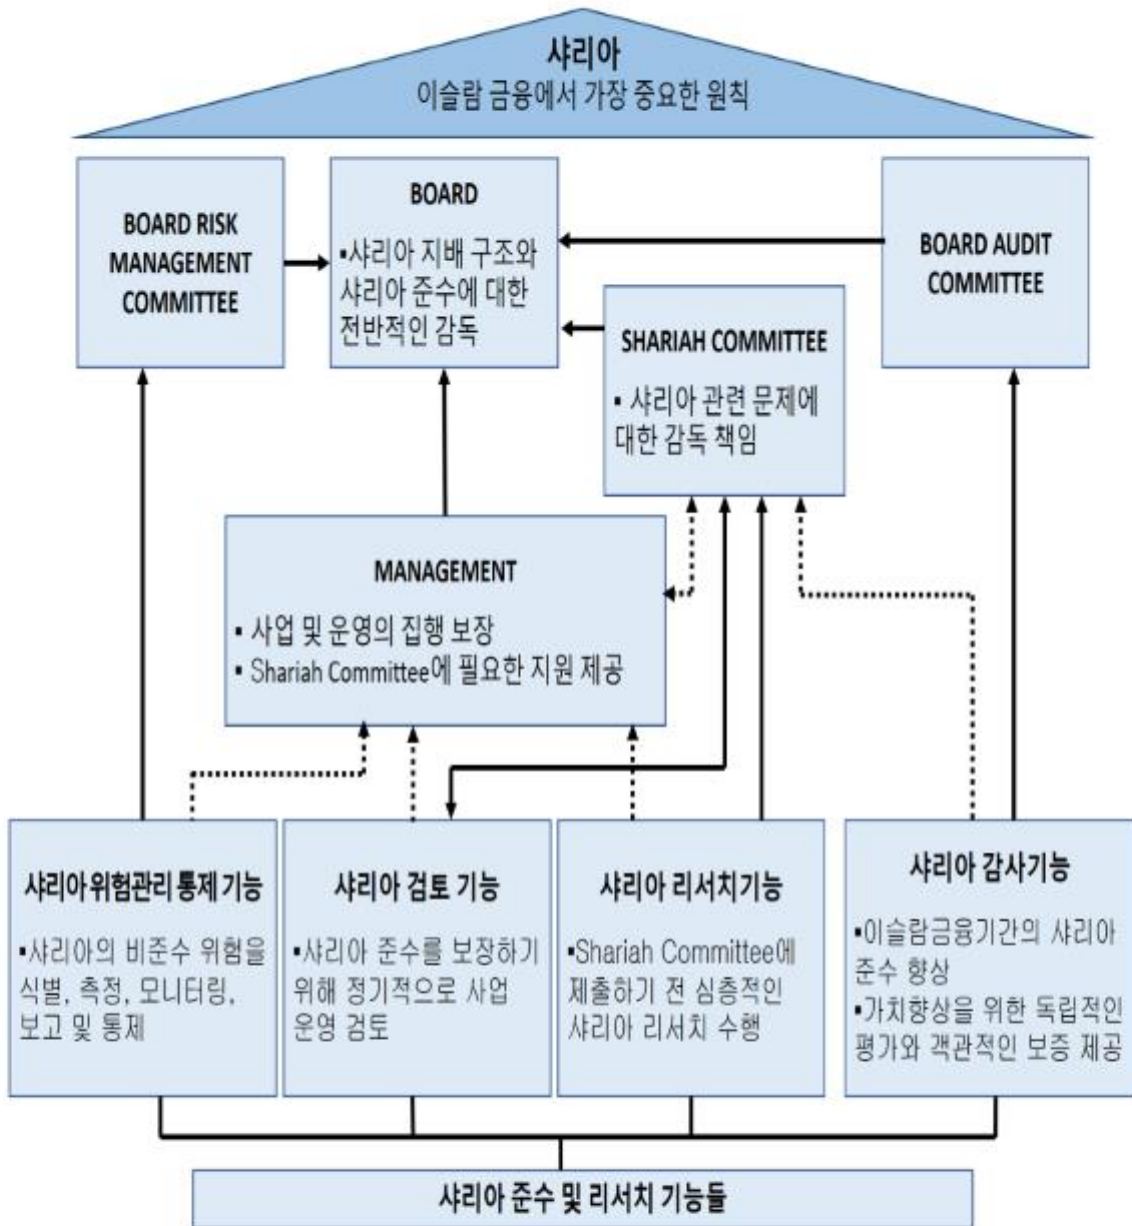 샤리아
이슬람 금융에서 가장 중요한 원칙
BOARD RISK
MANAGEMENT
COMMITTEE
BOARD
▪샤리아 지배 구조와
샤리아 준수에 대한
전반적인 감독
BOARD AUDIT
COMMITTEE
SHARIAH COMMITTEE
▪ 샤리아 관련 문제에
대한 감독 책임
MANAGEMENT
▪ 사업 및 운영의 집행 보장
▪ Shariah Committee에 필요한 지원 제공
샤리아 위험관리 통제 기능
▪샤리아의 비준수 위험을
식별, 측정, 모니터링,
보고 및 통제
샤리아 검토 기능
▪샤리아 준수를 보장하기
위해 정기적으로 사업
운영 검토
샤리아 리서치기능
▪Shariah Committee에
제출하기 전 심층적인
샤리아 리서치 수행
샤리아 감사기능
▪이슬람금융기간의 샤리아
준수 향상
▪가치향상을 위한 독립적인
평가와 객관적인 보증 제공
샤리아 준수 및 리서치 기능들